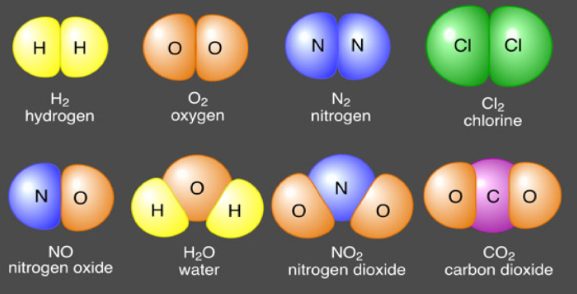 H H
O O
N N
Cl Cl
H₂
hydrogen
O₂
oxygen
N₂
nitrogen
Cl₂
chlorine
N O
H O H
O N O
O C O
NO
nitrogen oxide
H₂O
water
NO₂
nitrogen dioxide
CO₂
carbon dioxide